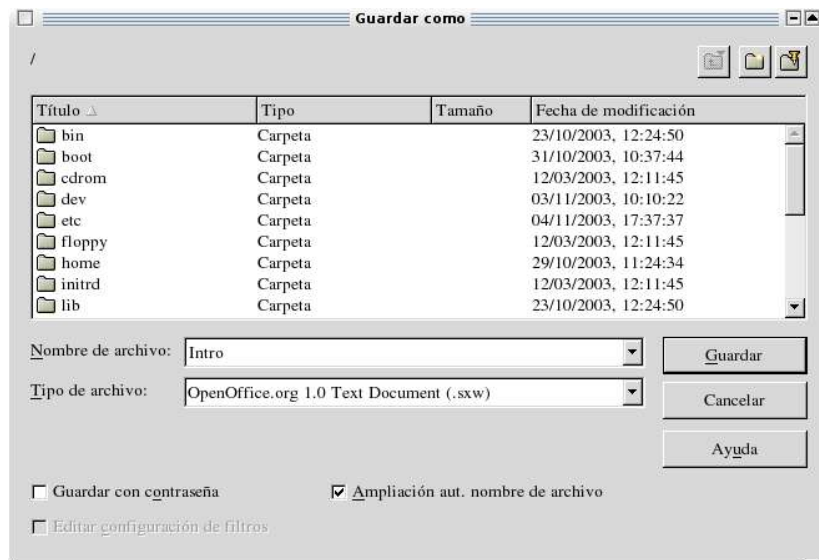 Guardar como
/
Título Tipo Tamaño Fecha de modificación
bin Carpeta 23/10/2003, 12:24:50
boot Carpeta 31/10/2003, 10:37:44
cdrom Carpeta 12/03/2003, 12:11:45
dev Carpeta 03/11/2003, 10:10:22
etc Carpeta 04/11/2003, 17:37:37
floppy Carpeta 12/03/2003, 12:11:45
home Carpeta 29/10/2003, 11:24:34
initrd Carpeta 12/03/2003, 12:11:45
lib Carpeta 23/10/2003, 12:24:50
Nombre de archivo: Intro Guardar
Tipo de archivo: OpenOffice.org 1.0 Text Document (.sxw) Cancelar
Ayuda
Guardar con contraseña Ampliación aut. nombre de archivo
Editar configuración de filtros